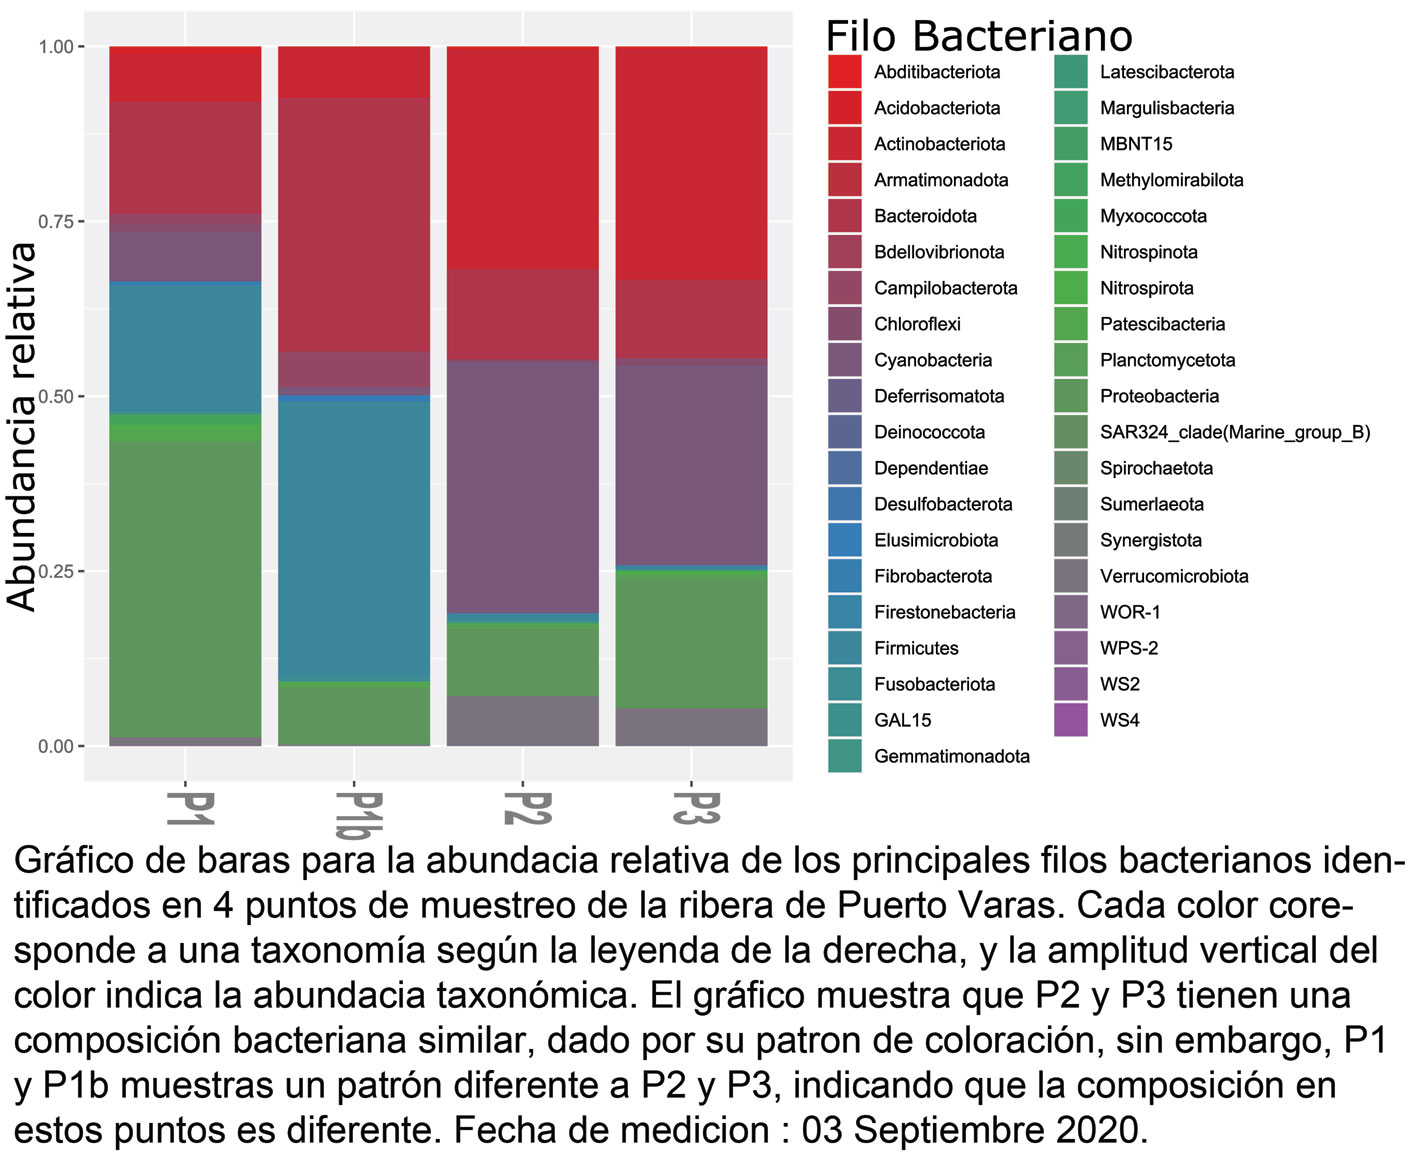 Filo Bacteriano
1.00
0.75
0.50
0.25
0.00
Abundancia relativa
P1
P1b
P2
P3
Abditibacteriota
Acidobacteriota
Actinobacteriota
Armatimonadota
Bacteroidota
Bdellovibrionota
Campilobacterota
Chloroflexi
Cyanobacteria
Deferrisomatota
Deinococcota
Dependentiae
Desulfobacterota
Elusimicrobiota
Fibrobacterota
Firestonebacteria
Firmicutes
Fusobacteriota
GAL15
Gemmatimonadota
Latescibacterota
Margulisbacteria
MBNT15
Methylomirabilota
Myxococcota
Nitrospinota
Nitrospirota
Patescibacteria
Planctomycetota
Proteobacteria
SAR324_clade(Marine_group_B)
Spirochaetota
Sumerlaeota
Synergistota
Verrucomicrobiota
WOR-1
WPS-2
WS2
WS4
Gráfico de baras para la abundacia relativa de los principales filos bacterianos iden-
tificados en 4 puntos de muestreo de la ribera de Puerto Varas. Cada color core-
sponde a una taxonomía según la leyenda de la derecha, y la amplitud vertical del
color indica la abundacia taxonómica. El gráfico muestra que P2 y P3 tienen una
composición bacteriana similar, dado por su patron de coloración, sin embargo, P1
y P1b muestras un patrón diferente a P2 y P3, indicando que la composición en
estos puntos es diferente. Fecha de medicion : 03 Septiembre 2020.